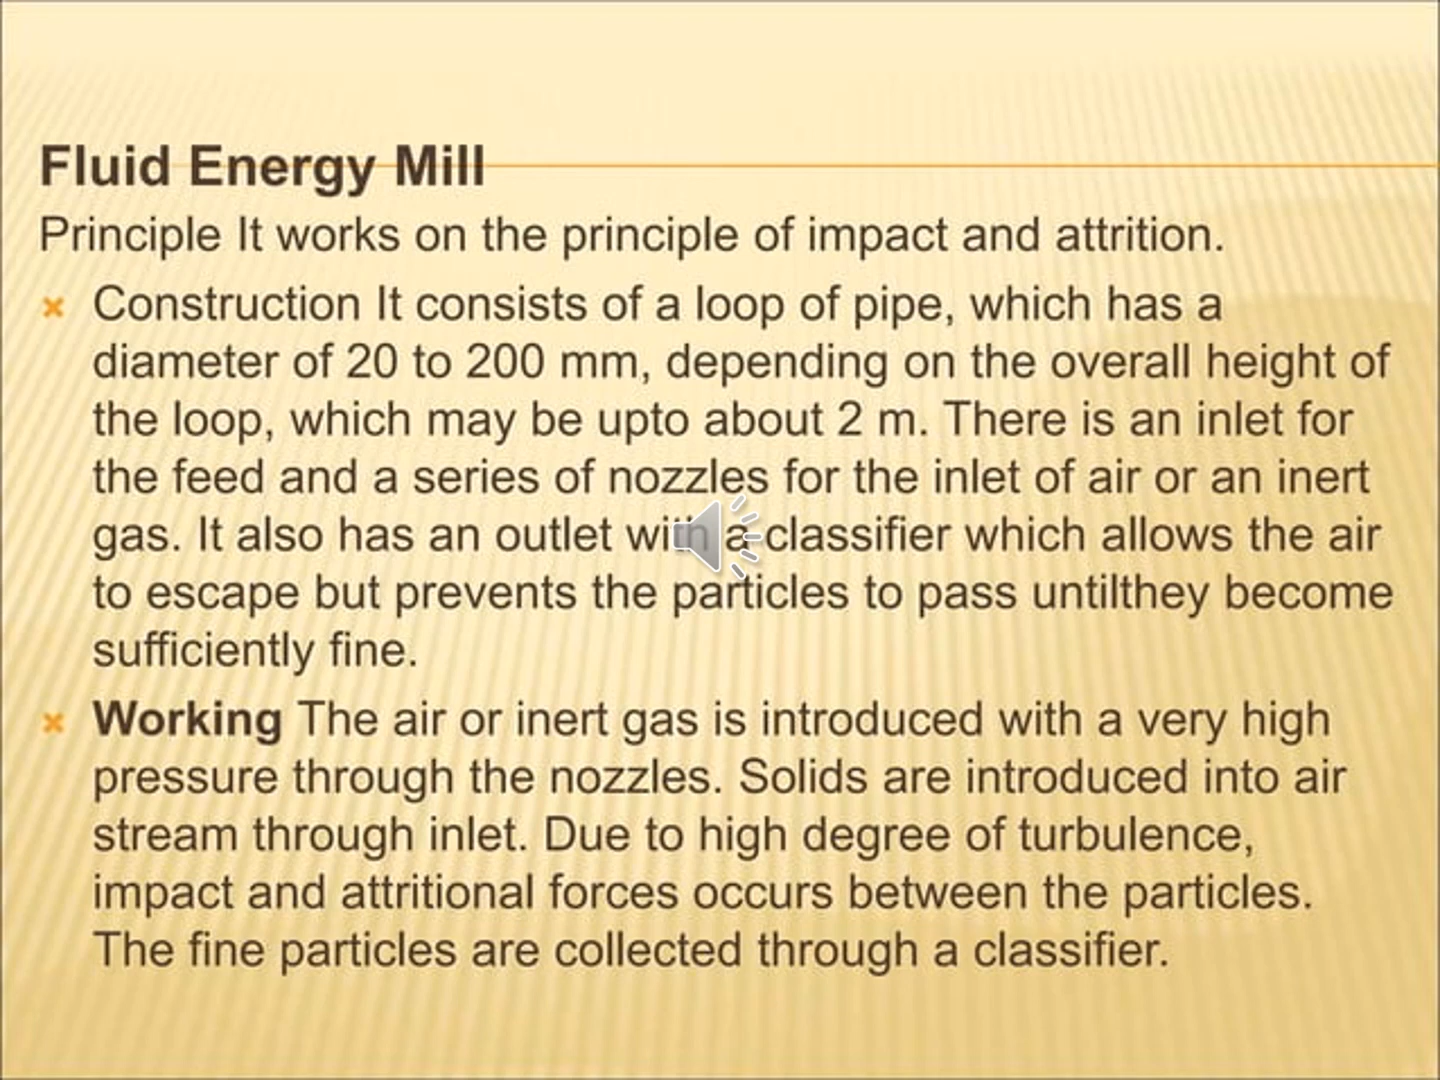 Fluid Energy Mill
Principle It works on the principle of impact and attrition.
Construction It consists of a loop of pipe, which has a
diameter of 20 to 200 mm, depending on the overall height of
the loop, which may be upto about 2 m. There is an inlet for
the feed and a series of nozzles for the inlet of air or an inert
gas. It also has an outlet with a classifier which allows the air
to escape but prevents the particles to pass untilthey become
sufficiently fine.
Working The air or inert gas is introduced with a very high
pressure through the nozzles. Solids are introduced into air
stream through inlet. Due to high degree of turbulence,
impact and attritional forces occurs between the particles.
The fine particles are collected through a classifier.